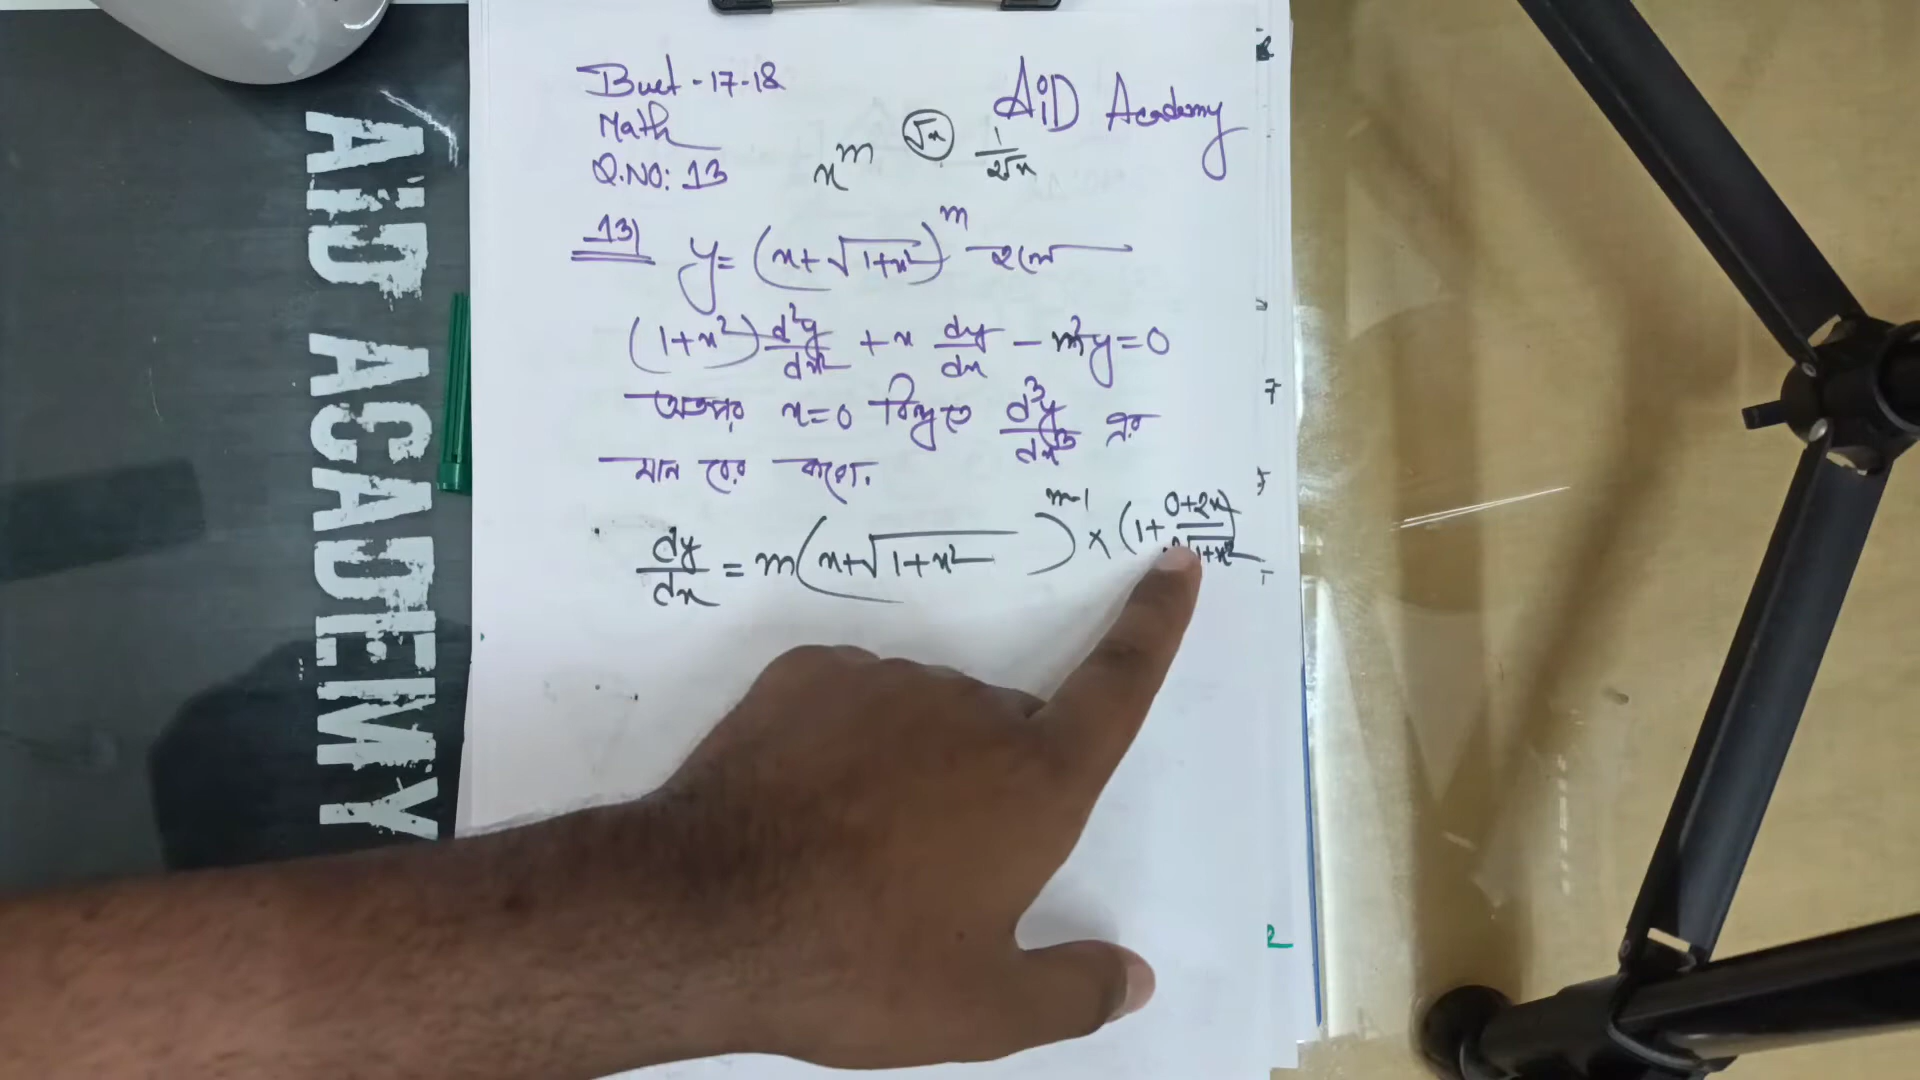 Buet - 17-18
Math
Q.NO: 13
AiD Academy
x^m √x 1/2√x
13) y = (x + √1+x²)^m হলে
(1+x²) d²y/dx² + x dy/dx - m²y = 0
অতঃপর x=0 বিন্দুতে d³y/dx³ এর
মান বের করো।
dy/dx = m(x+√1+x²)^m-1 × (1+ 0+2x/2√1+x²)
AID ACADEMY